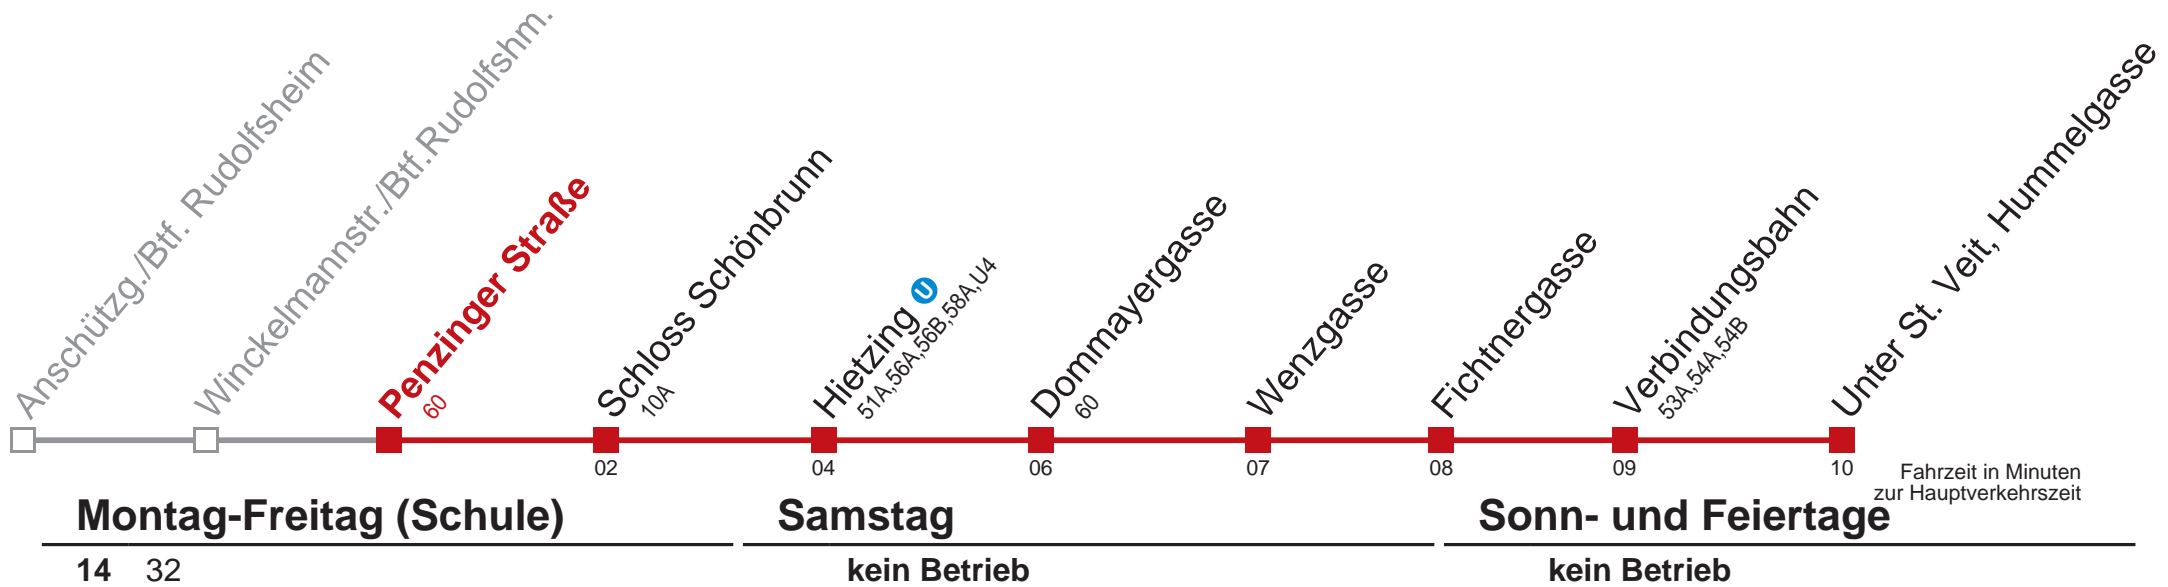 Anschützg./Btf. Rudolfsheim
Winckelmannstr./Btf.Rudolfshm.
Penzinger Straße
60
Schloss Schönbrunn
10A
Hietzing U
51A,56A,56B,58A,U4
Dommayergasse
60
Wenzgasse
Fichtnergasse
Verbindungsbahn
53A,54A,54B
Unter St. Veit, Hummelgasse
02 04 06 07 08 09 10
Fahrzeit in Minuten
zur Hauptverkehrszeit
Montag-Freitag (Schule) Samstag Sonn- und Feiertage
14 32 kein Betrieb kein Betrieb